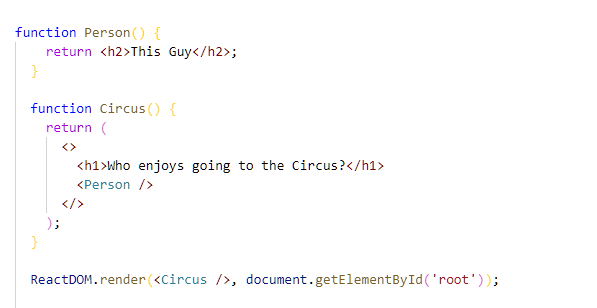 function Person() {
return <h2>This Guy</h2>;
}
function Circus() {
return (
<>
<h1>Who enjoys going to the Circus?</h1>
<Person />
</>
);
}
ReactDOM.render(<Circus />, document.getElementById('root'));